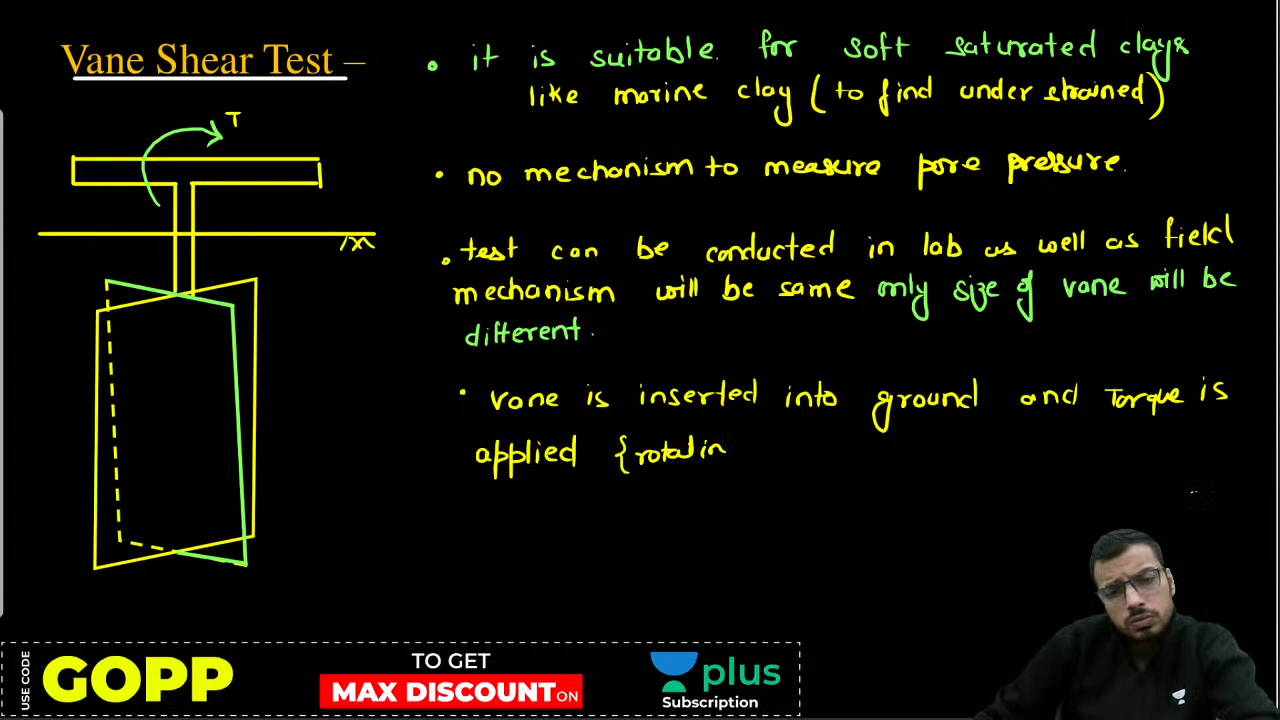 Vane Shear Test –
• it is suitable for soft saturated clays
like marine clay (to find under strained)
T
• no mechanism to measure pore pressure.
• test can be conducted in lab as well as field
mechanism will be same only size of vane will be
different.
• vane is inserted into ground and Torque is
applied {rotatin
USE CODE
GOPP
TO GET
MAX DISCOUNT ON
plus
Subscription